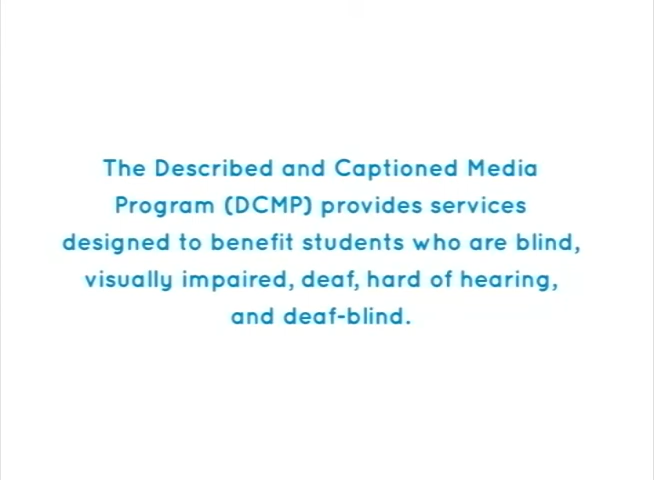 The Described and Captioned Media
Program (DCMP) provides services
designed to benefit students who are blind,
visually impaired, deaf, hard of hearing,
and deaf-blind.